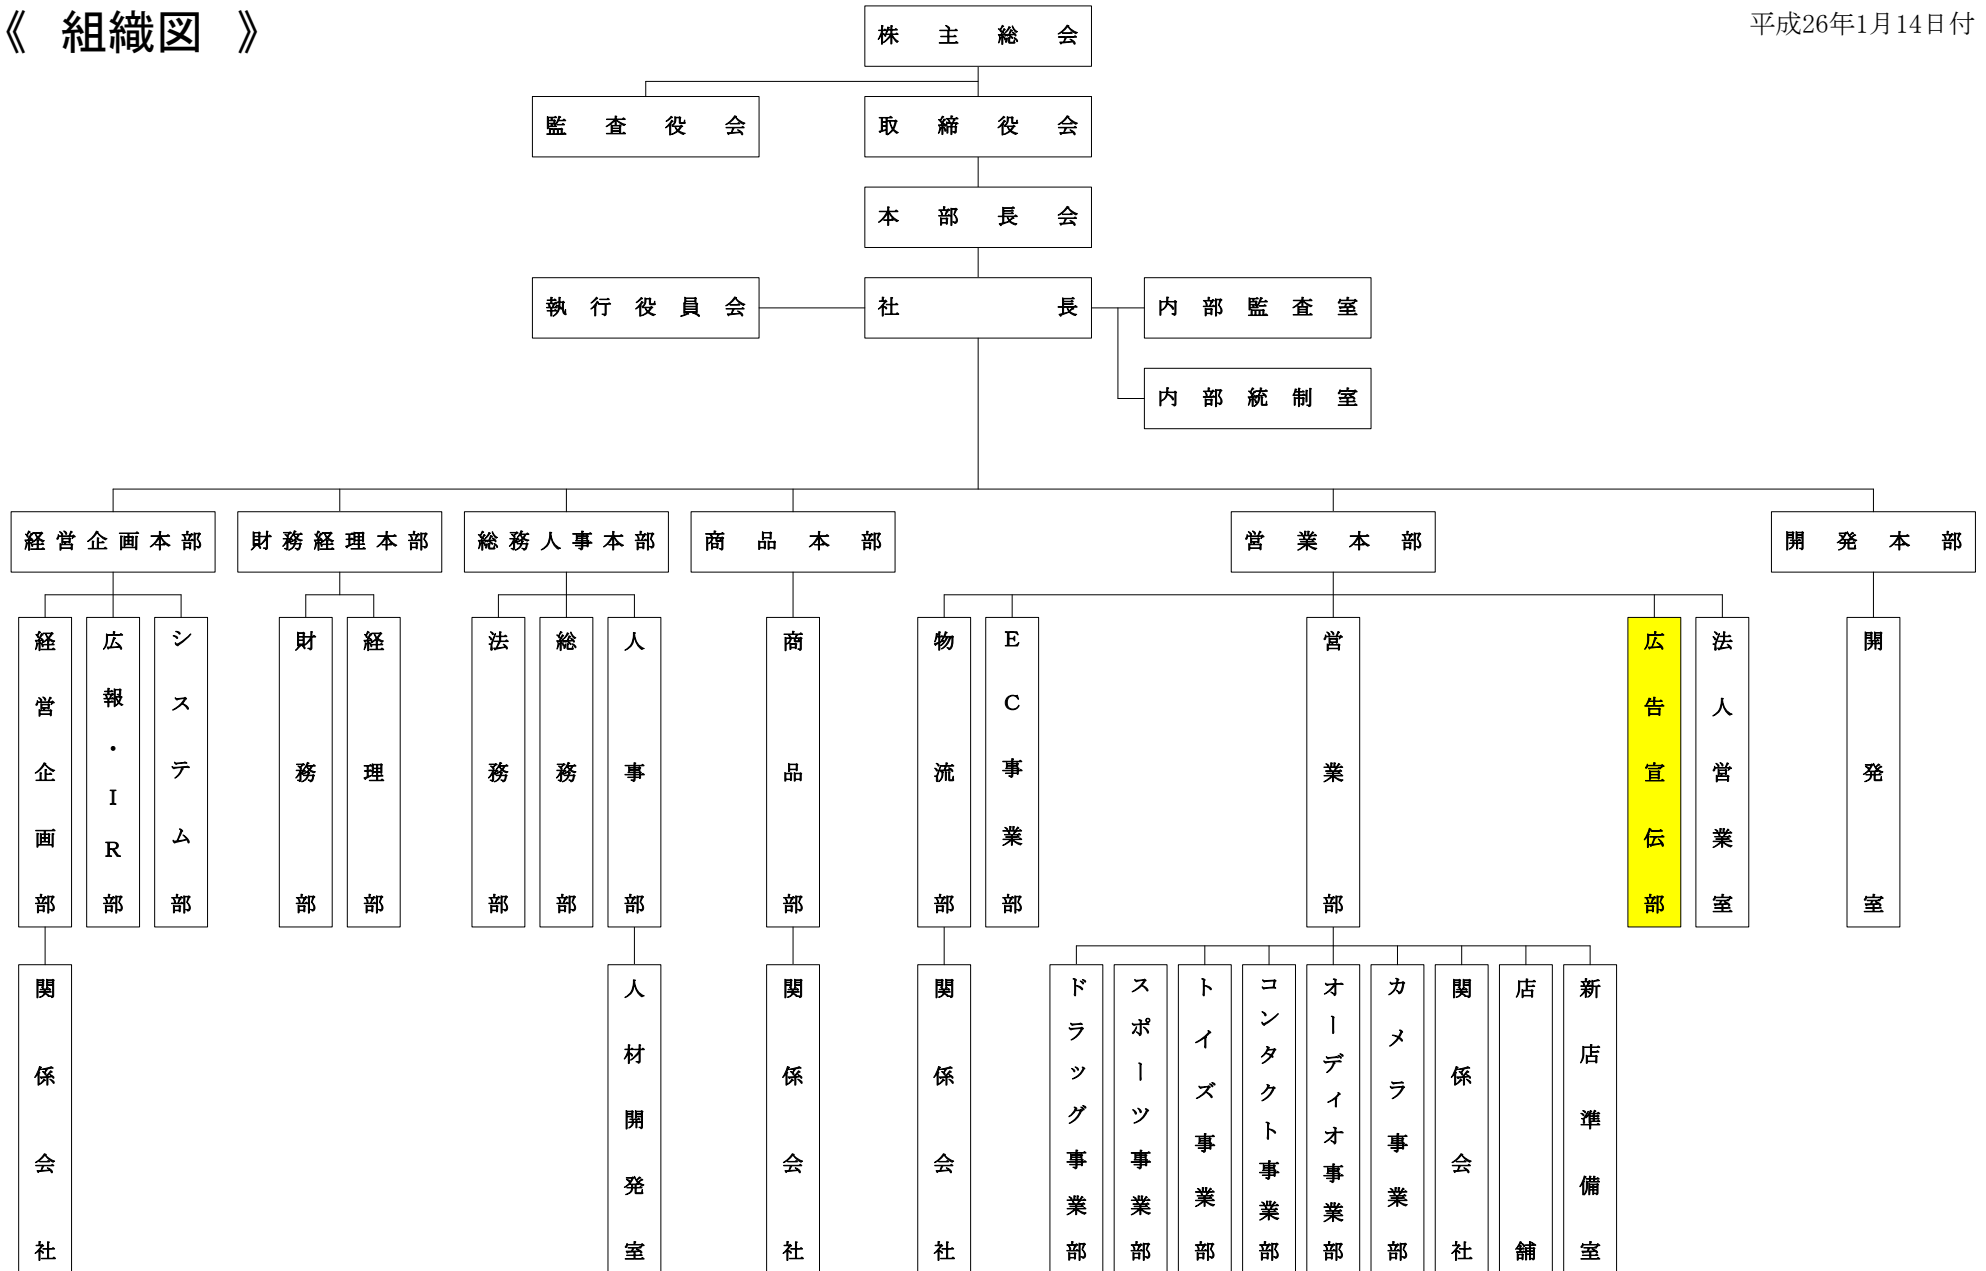 《 組織図 》
平成26年1月14日付
株主総会
監査役会
取締役会
本部長会
執行役員会
社長
内部監査室
内部統制室
経営企画本部
財務経理本部
総務人事本部
商品本部
営業本部
開発本部
経営企画部
広報・IR部
システム部
財務部
経理部
法務部
総務部
人事部
商品部
物流部
EC事業部
営業部
広告宣伝部
法人営業室
開発室
関係会社
人材開発室
関係会社
関係会社
ドラッグ事業部
スポーツ事業部
トイズ事業部
コンタクト事業部
オーディオ事業部
カメラ事業部
関係会社
店舗
新店準備室